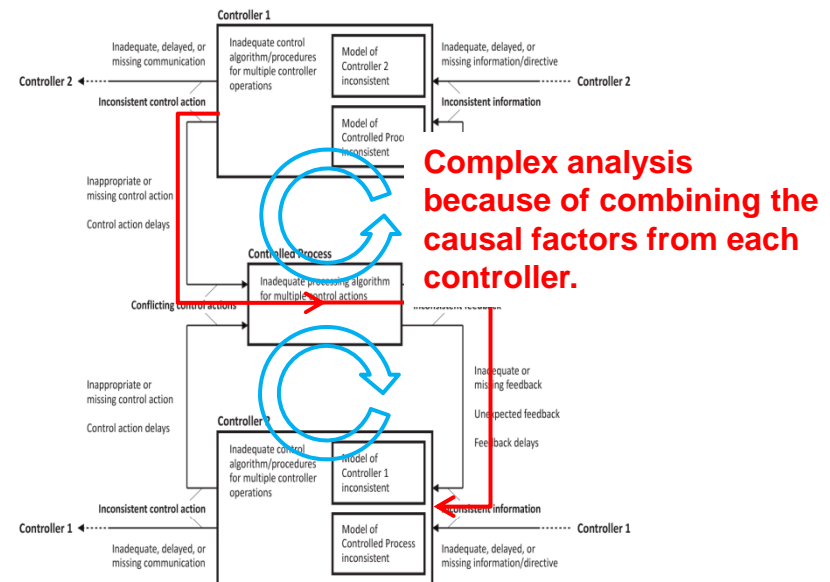 Controller 1
Inadequate, delayed, or
missing communication
Inadequate control
algorithm/procedures
for multiple controller
operations
Model of
Controller 2
inconsistent
Inadequate, delayed, or
missing information/directive
Controller 2
Controller 2
Inconsistent control action
Inconsistent information
Model of
Controlled Proc
inconsistent
Complex analysis
because of combining the
causal factors from each
controller.
Inappropriate or
missing control action
Control action delays
Controlled Process
Inadequate processing algorithm
for multiple control actions
Conflicting control actions
Inconsistent feedback
Inappropriate or
missing control action
Control action delays
Inadequate or
missing feedback
Unexpected feedback
Feedback delays
Controller 2
Inadequate control
algorithm/procedures
for multiple controller
operations
Model of
Controller 1
inconsistent
Inconsistent control action
Inconsistent information
Controller 1
Controller 1
Model of
Controlled Process
inconsistent
Inadequate, delayed, or
missing communication
Inadequate, delayed, or
missing information/directive